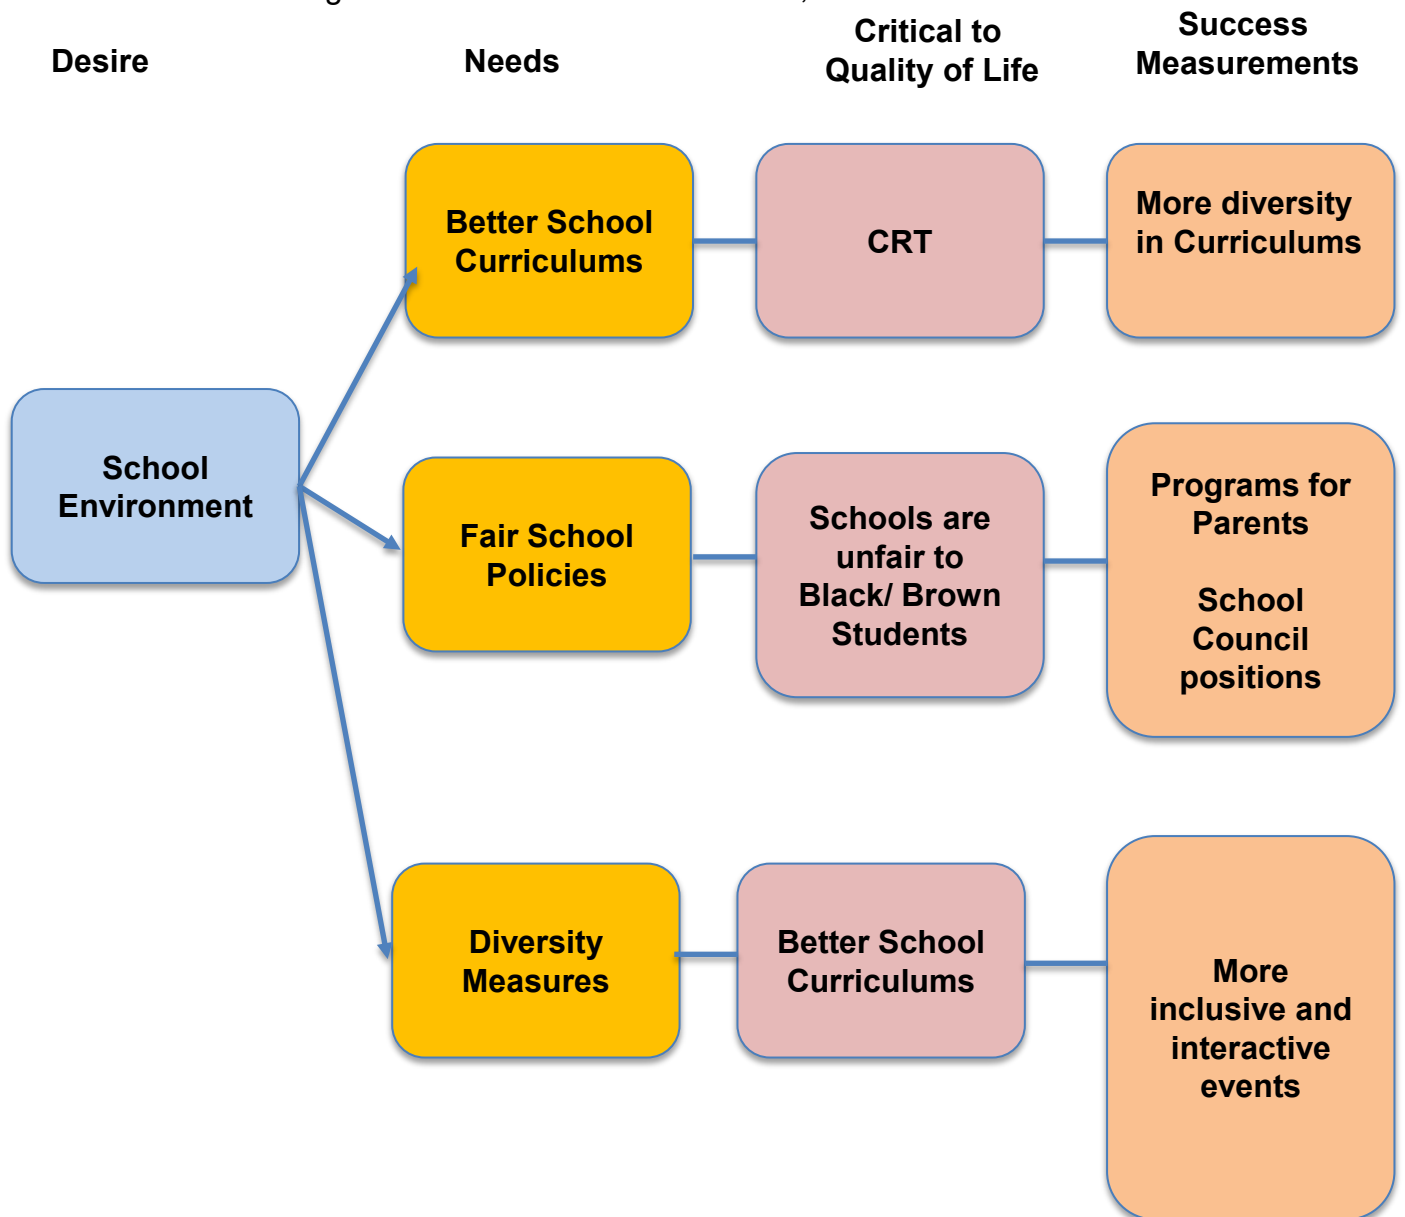 Desire
Needs
Critical to
Quality of Life
Success
Measurements
Better School
Curriculums
CRT
More diversity
in Curriculums
School
Environment
Fair School
Policies
Schools are
unfair to
Black/ Brown
Students
Programs for
Parents
School
Council
positions
Diversity
Measures
Better School
Curriculums
More
inclusive and
interactive
events